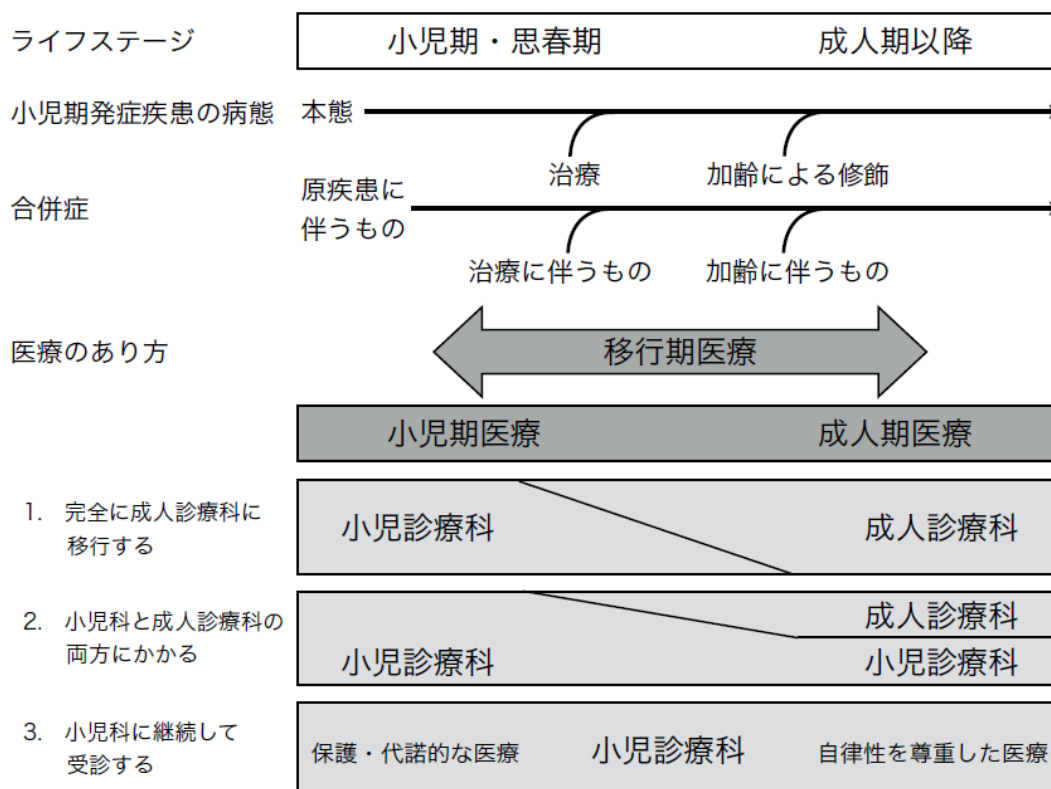 ライフステージ
小児期・思春期
成人期以降
小児期発症疾患の病態
本態
治療
加齢による修飾
合併症
原疾患に
伴うもの
治療に伴うもの
加齢に伴うもの
医療のあり方
移行期医療
小児期医療
成人期医療
1. 完全に成人診療科に
移行する
小児診療科
成人診療科
2. 小児科と成人診療科の
両方にかかる
小児診療科
成人診療科
小児診療科
3. 小児科に継続して
受診する
保護・代諾的な医療
小児診療科
自律性を尊重した医療